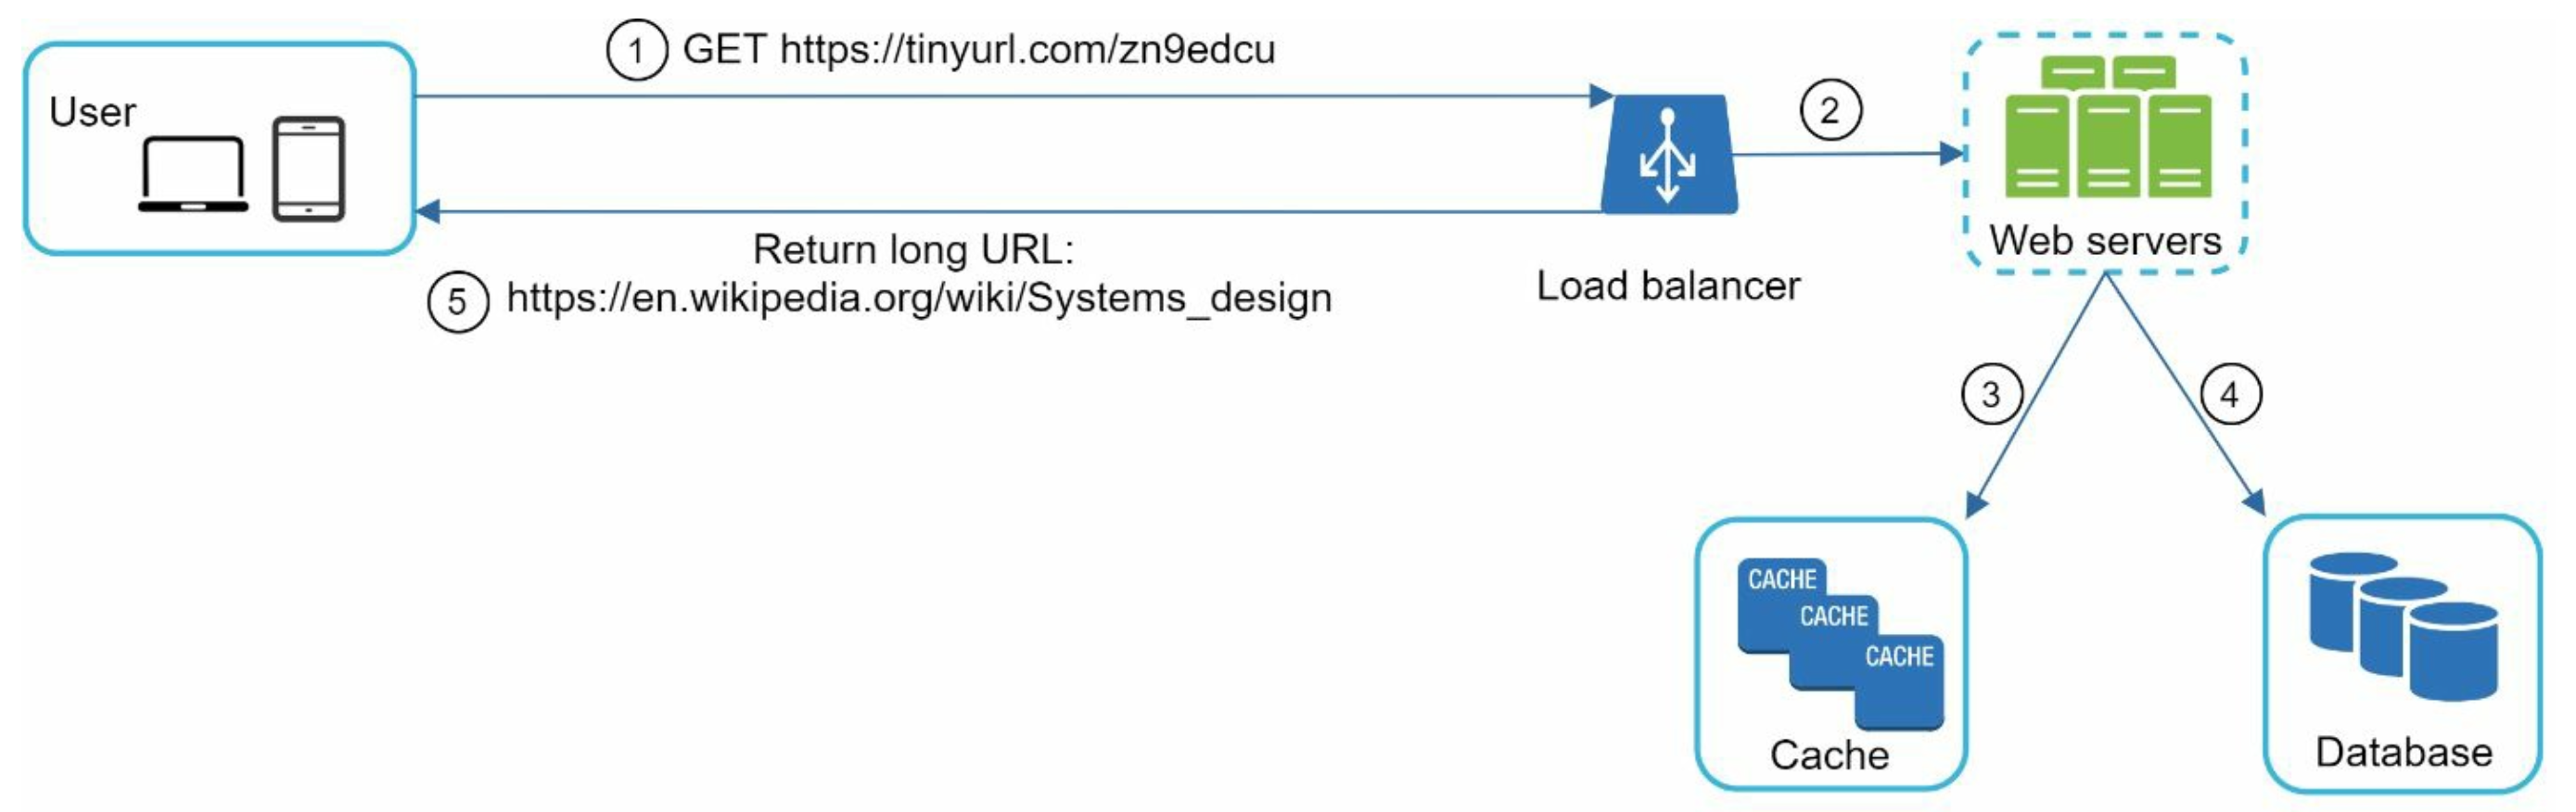 1 GET https://tinyurl.com/zn9edcu
User
2
Web servers
Return long URL:
5 https://en.wikipedia.org/wiki/Systems_design
Load balancer
3
4
CACHE
CACHE
CACHE
Cache
Database